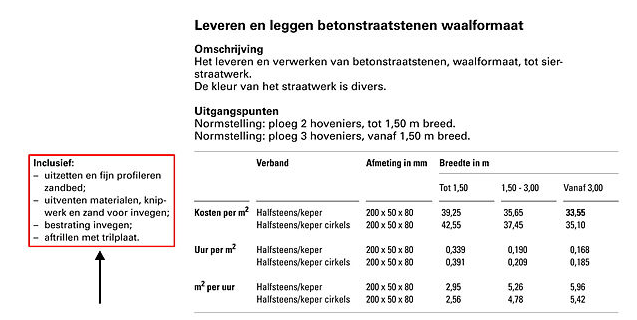 Leveren en leggen betonstraatstenen waalformaat
Omschrijving
Het leveren en verwerken van betonstraatstenen, waalformaat, tot sier-
straatwerk.
De kleur van het straatwerk is divers.
Uitgangspunten
Normstelling: ploeg 2 hoveniers, tot 1,50 m breed.
Normstelling: ploeg 3 hoveniers, vanaf 1,50 m breed.
Inclusief:
– uitzetten en fijn profileren
zandbed;
– uitventen materialen, knip-
werk en zand voor invegen;
– bestrating invegen;
– aftrillen met trilplaat.
Verband Afmeting in mm Breedte in m
Tot 1,50 1,50 - 3,00 Vanaf 3,00
Kosten per m² Halfsteens/keper 200 x 50 x 80 39,25 35,65 33,55
Halfsteens/keper cirkels 200 x 50 x 80 42,55 37,45 35,10
Uur per m² Halfsteens/keper 200 x 50 x 80 0,339 0,190 0,168
Halfsteens/keper cirkels 200 x 50 x 80 0,391 0,209 0,185
m² per uur Halfsteens/keper 200 x 50 x 80 2,95 5,26 5,96
Halfsteens/keper cirkels 200 x 50 x 80 2,56 4,78 5,42